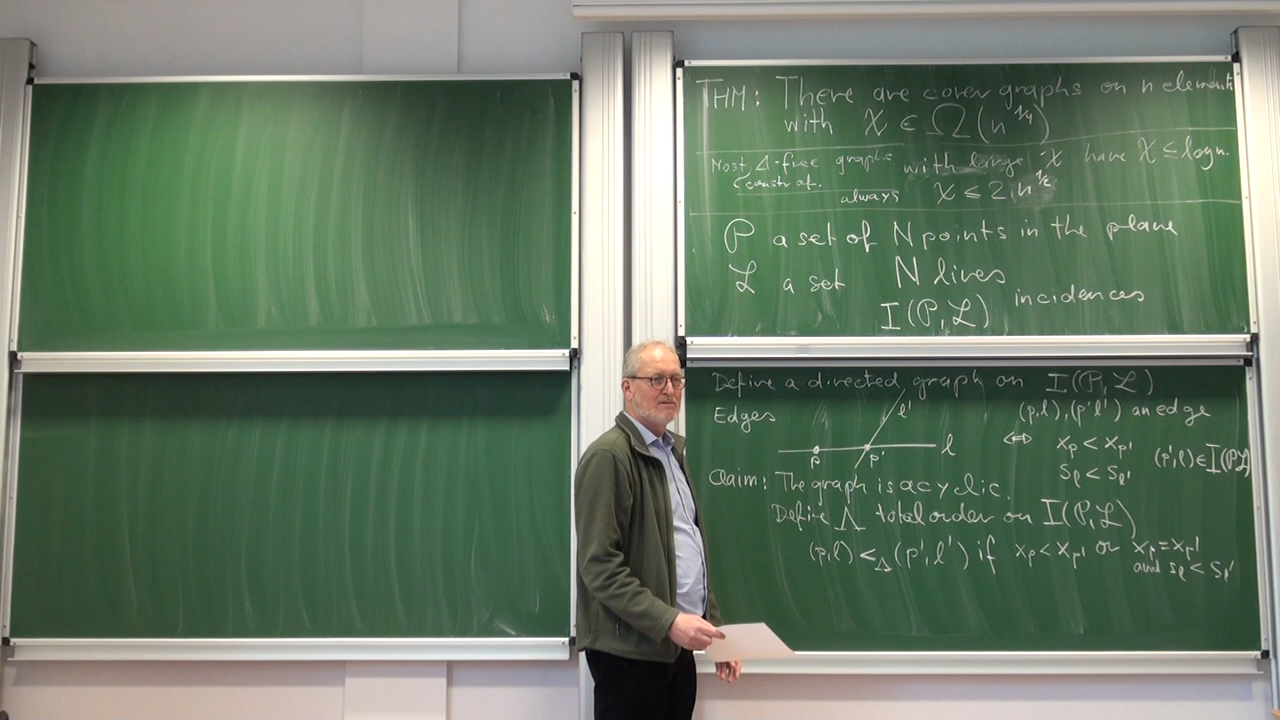 THM: There are cover graphs on n elements
with χ ∈ Ω(n^1/4)
Most Δ-free graphs with large χ have χ ≤ log n.
construct.
always χ ≤ 2 n^1/2
P a set of N points in the plane
L a set N lines
I(P,L) incidences
Define a directed graph on I(P,L)
Edges l' (p,l),(p'l') an edge
l ⇔ x_p < x_p' (p',l) ∈ I(P,L)
p p' s_l < s_l'
Claim: The graph is acyclic.
Define Λ total order on I(P,L)
(p,l) <_Λ (p',l') if x_p < x_p' or x_p = x_p'
and s_l < s_l'